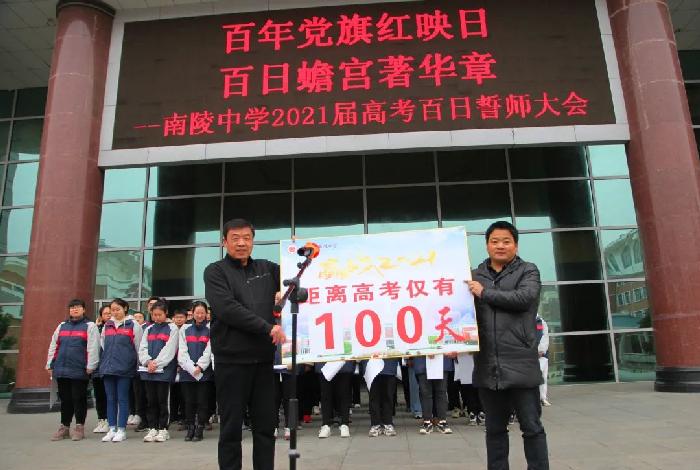 百年党旗红映日
百日蟾宫著华章
--南陵中学2021届高考百日誓师大会
距离高考仅有
100天